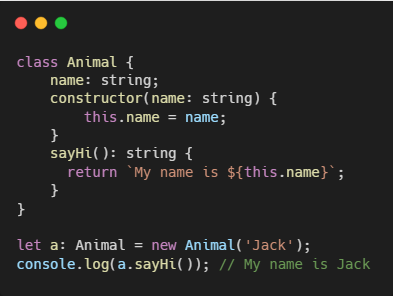 class Animal {
    name: string;
    constructor(name: string) {
        this.name = name;
    }
    sayHi(): string {
      return `My name is ${this.name}`;
    }
}

let a: Animal = new Animal('Jack');
console.log(a.sayHi()); // My name is Jack